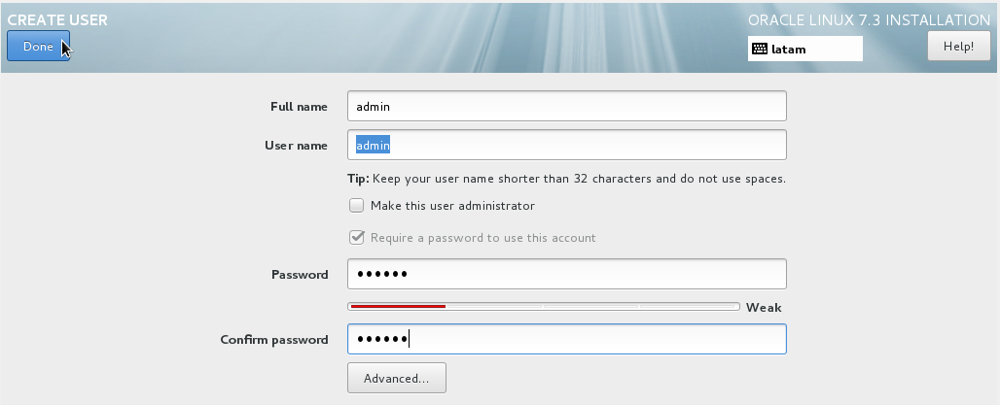 CREATE USER
ORACLE LINUX 7.3 INSTALLATION
Done
latam
Help!
Full name
admin
User name
admin
Tip: Keep your user name shorter than 32 characters and do not use spaces.
Make this user administrator
Require a password to use this account
Password
••••••
Weak
Confirm password
••••••
Advanced...